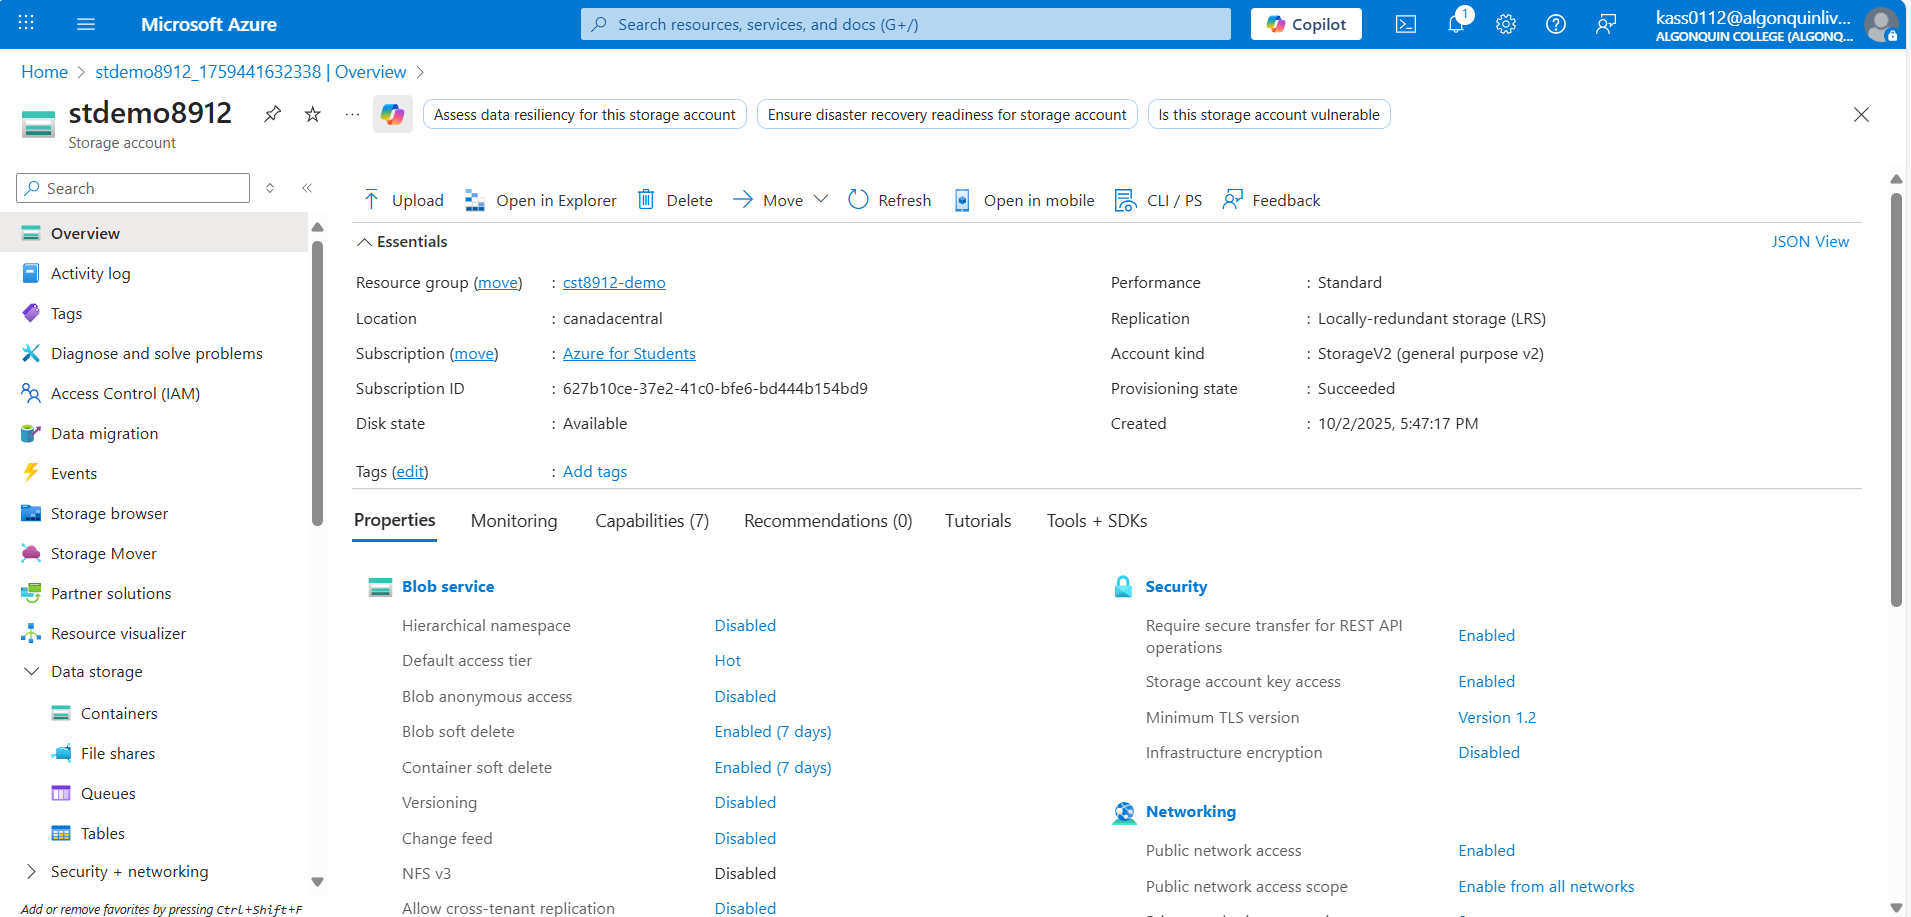 Microsoft Azure
Search resources, services, and docs (G+/)
Copilot
1
kass0112@algonquinliv...
ALGONQUIN COLLEGE (ALGONQ...
Home > stdemo8912_1759441632338 | Overview >
stdemo8912
Storage account
Assess data resiliency for this storage account
Ensure disaster recovery readiness for storage account
Is this storage account vulnerable
Search
Overview
Activity log
Tags
Diagnose and solve problems
Access Control (IAM)
Data migration
Events
Storage browser
Storage Mover
Partner solutions
Resource visualizer
Data storage
Containers
File shares
Queues
Tables
Security + networking
Add or remove favorites by pressing Ctrl+Shift+F
Upload
Open in Explorer
Delete
Move
Refresh
Open in mobile
CLI / PS
Feedback
Essentials
JSON View
Resource group (move) : cst8912-demo
Location : canadacentral
Subscription (move) : Azure for Students
Subscription ID : 627b10ce-37e2-41c0-bfe6-bd444b154bd9
Disk state : Available
Performance : Standard
Replication : Locally-redundant storage (LRS)
Account kind : StorageV2 (general purpose v2)
Provisioning state : Succeeded
Created : 10/2/2025, 5:47:17 PM
Tags (edit) : Add tags
Properties
Monitoring
Capabilities (7)
Recommendations (0)
Tutorials
Tools + SDKs
Blob service
Hierarchical namespace Disabled
Default access tier Hot
Blob anonymous access Disabled
Blob soft delete Enabled (7 days)
Container soft delete Enabled (7 days)
Versioning Disabled
Change feed Disabled
NFS v3 Disabled
Allow cross-tenant replication Disabled
Security
Require secure transfer for REST API
operations Enabled
Storage account key access Enabled
Minimum TLS version Version 1.2
Infrastructure encryption Disabled
Networking
Public network access Enabled
Public network access scope Enable from all networks